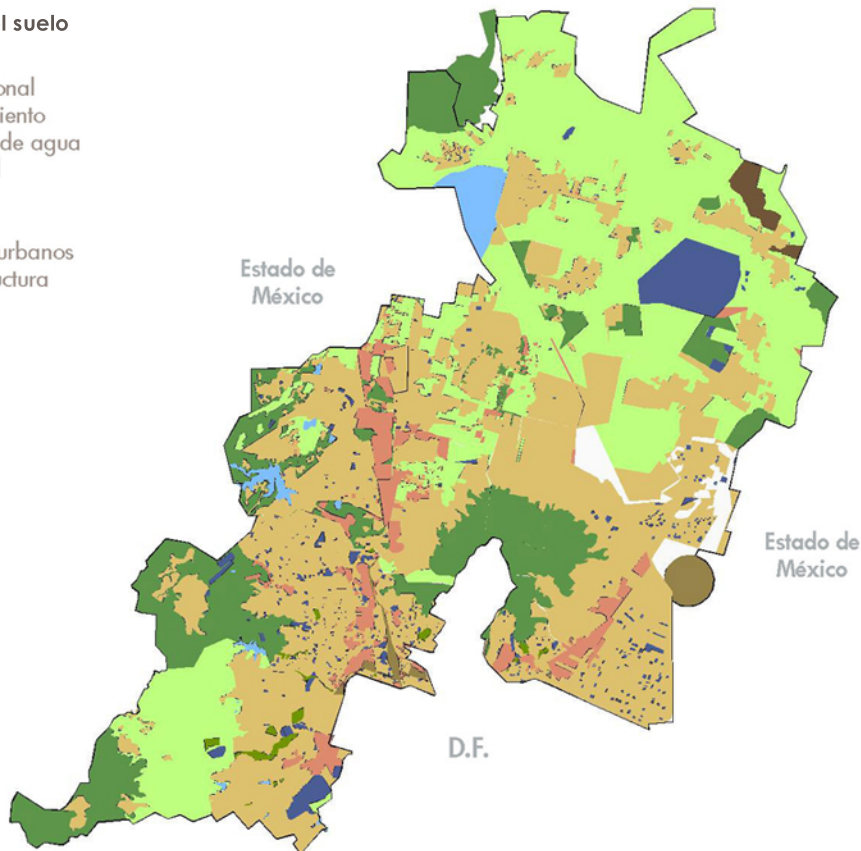 l suelo
onal
iento
de agua
urbanos
uctura
Estado de
México
Estado de
México
D.F.